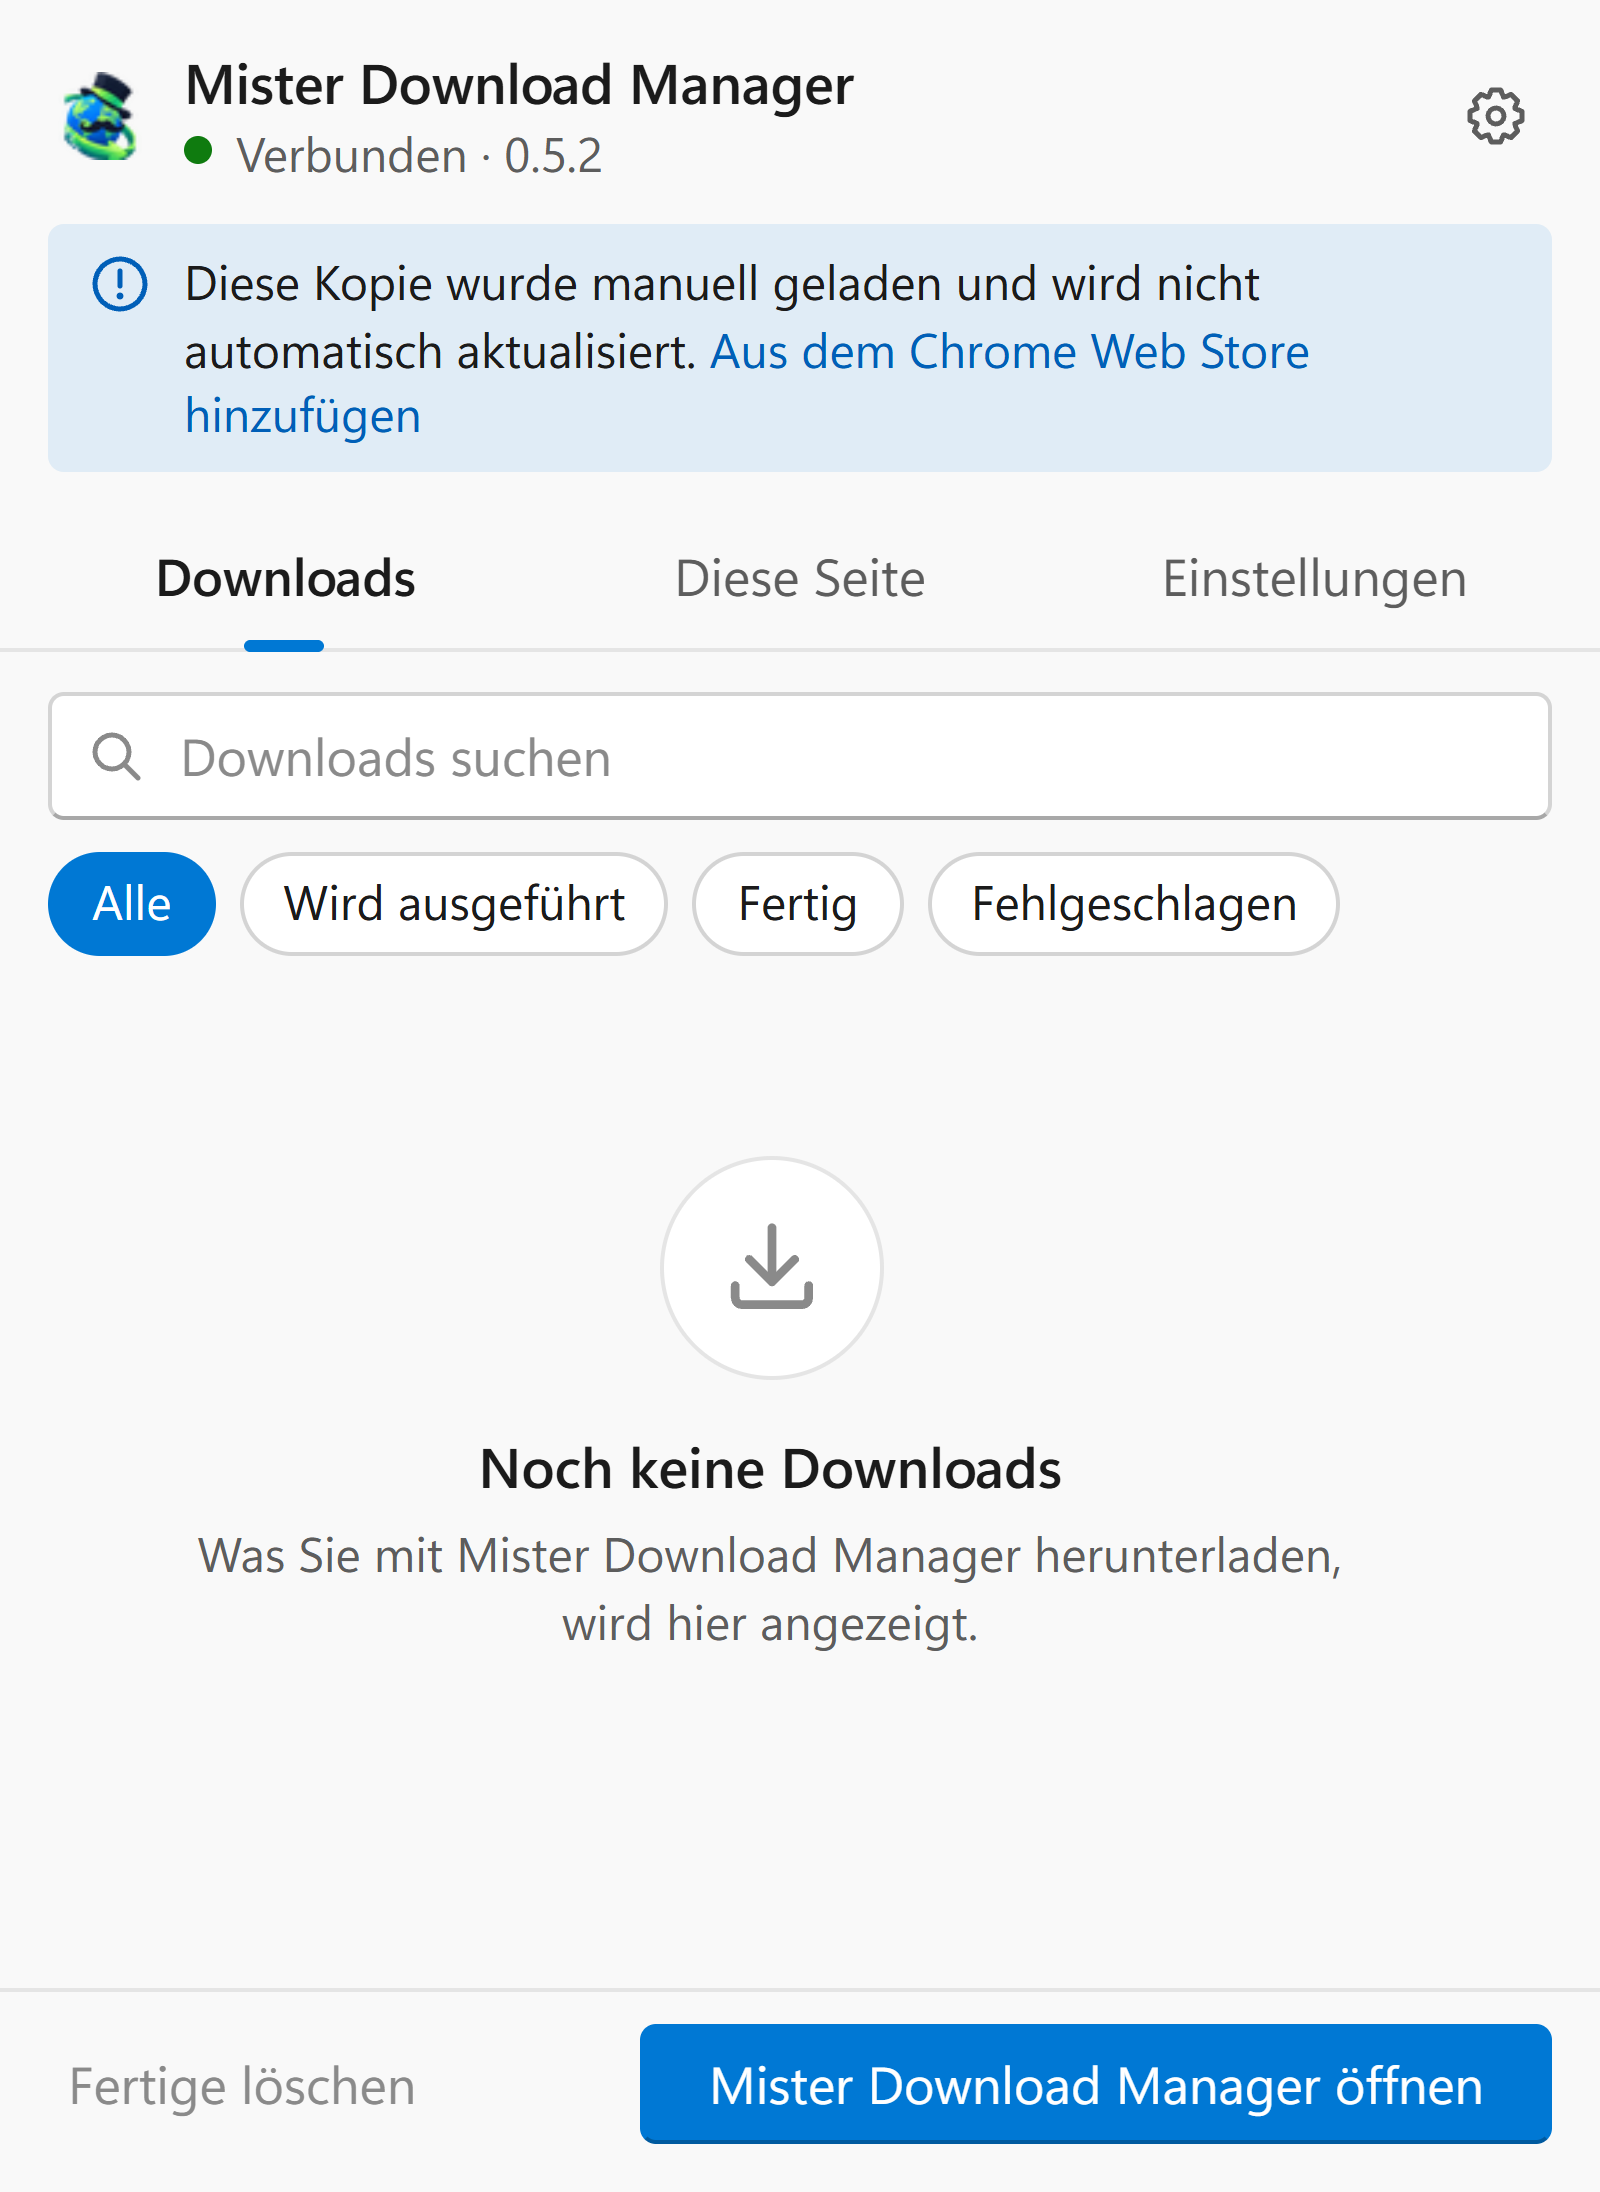 Mister Download Manager
Verbunden · 0.5.2
Diese Kopie wurde manuell geladen und wird nicht
automatisch aktualisiert. Aus dem Chrome Web Store
hinzufügen
Downloads
Diese Seite
Einstellungen
Downloads suchen
Alle
Wird ausgeführt
Fertig
Fehlgeschlagen
Noch keine Downloads
Was Sie mit Mister Download Manager herunterladen,
wird hier angezeigt.
Fertige löschen
Mister Download Manager öffnen